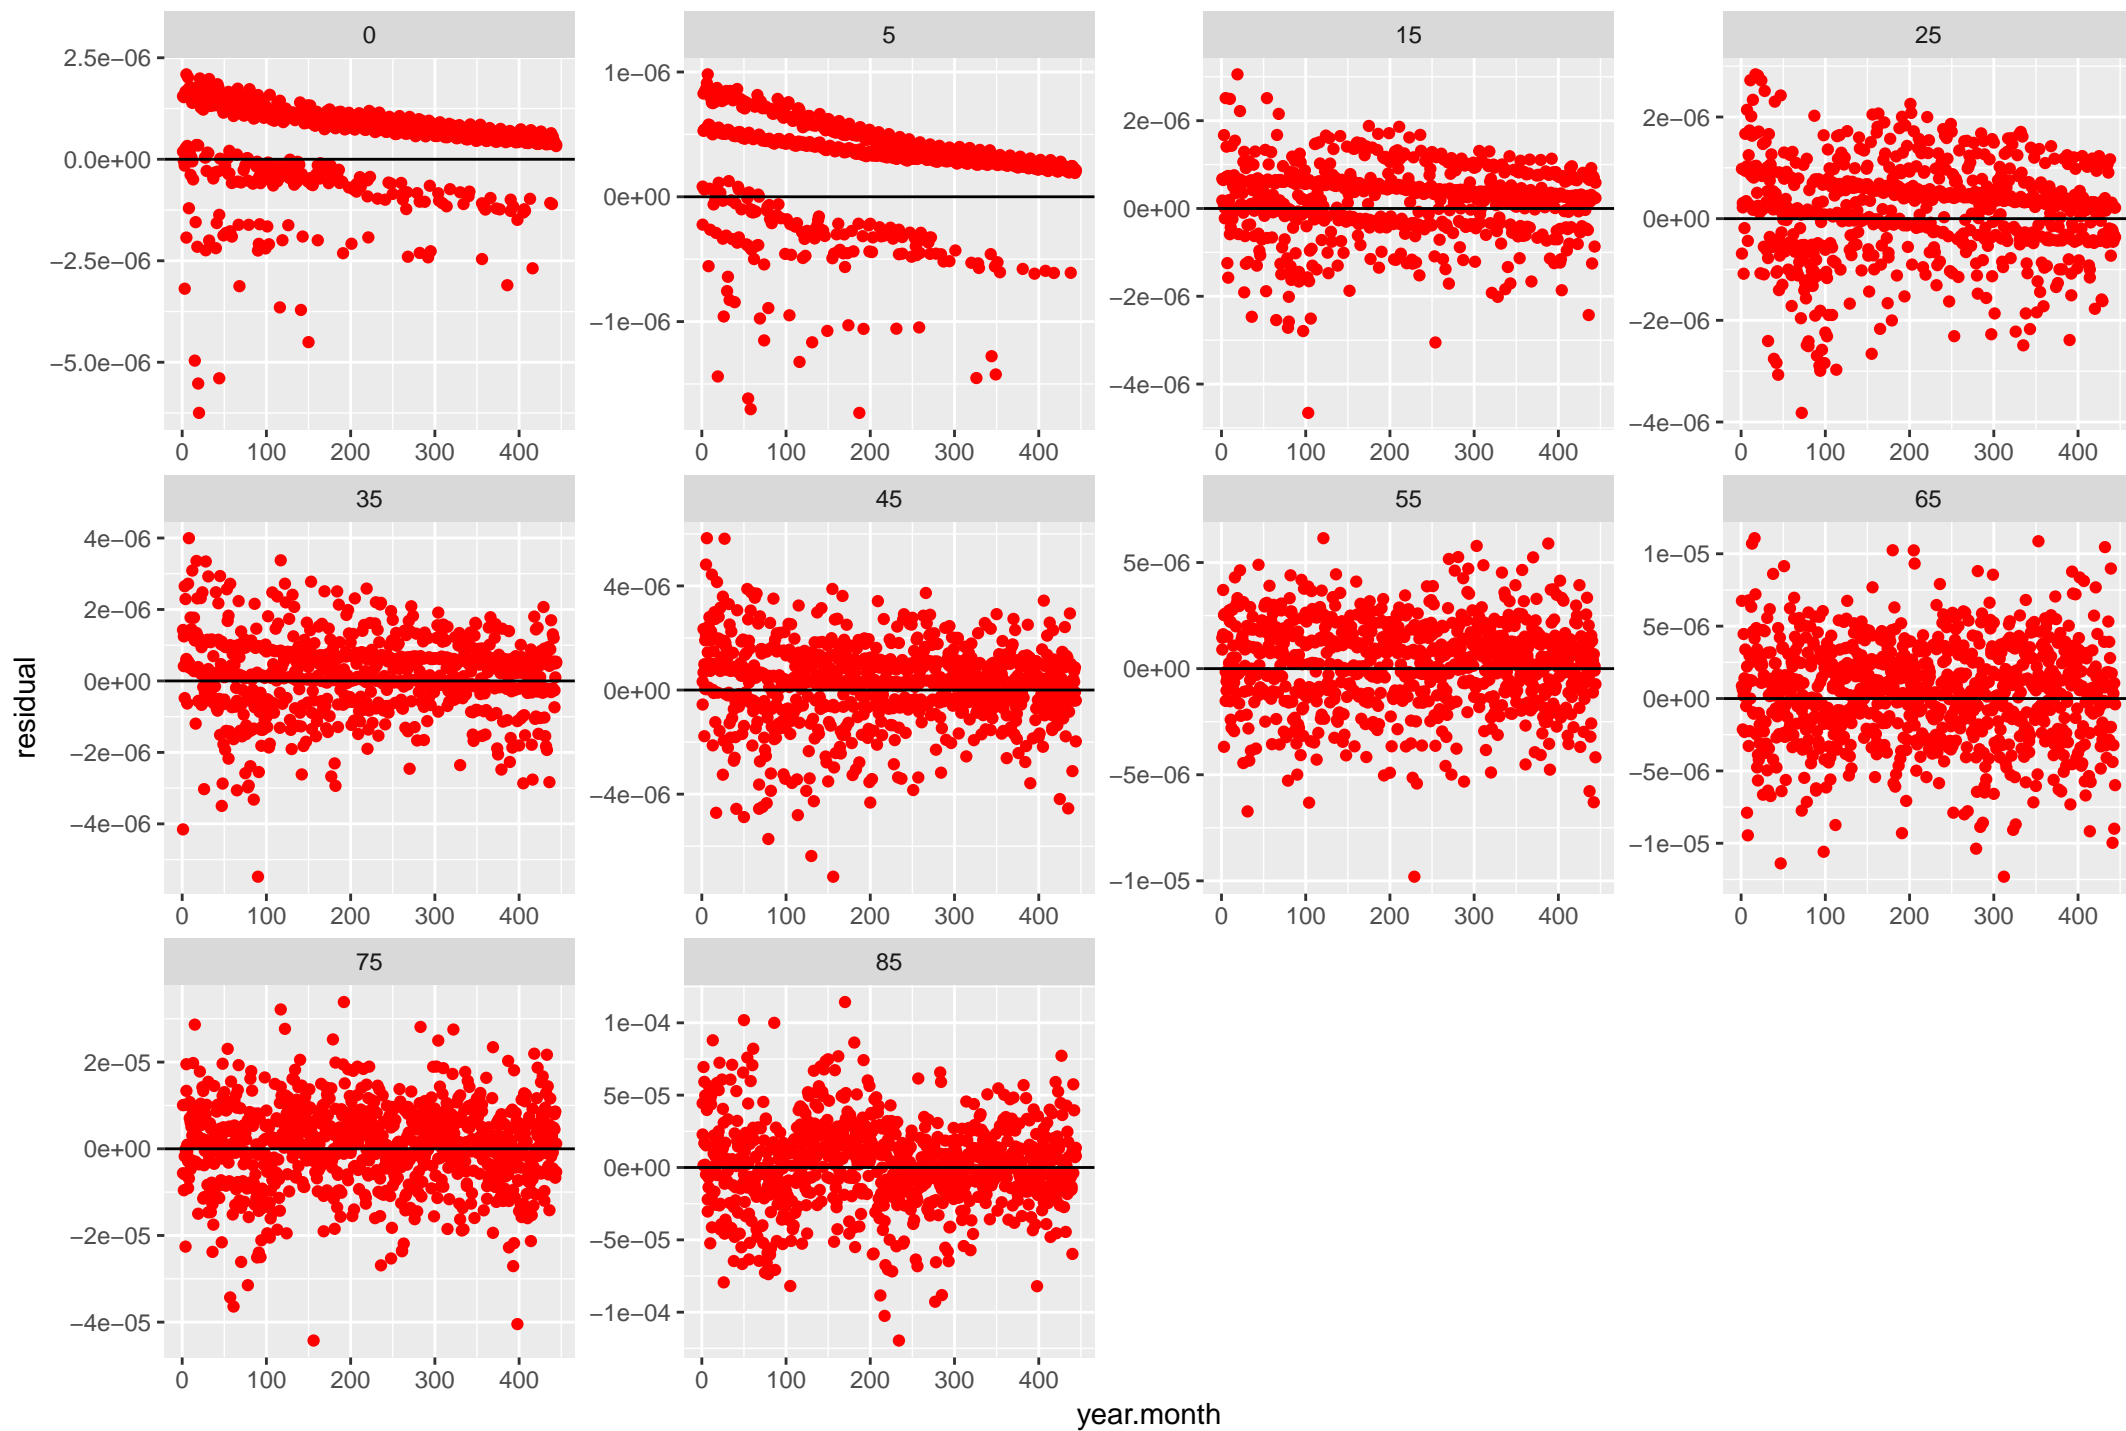 0 5 15 25
2.5e−06
0.0e+00
−2.5e−06
−5.0e−06
0 100 200 300 400
1e−06
0e+00
−1e−06
0 100 200 300 400
2e−06
0e+00
−2e−06
−4e−06
0 100 200 300 400
2e−06
0e+00
−2e−06
−4e−06
0 100 200 300 400
35 45 55 65
4e−06
2e−06
0e+00
−2e−06
−4e−06
0 100 200 300 400
4e−06
0e+00
−4e−06
0 100 200 300 400
5e−06
0e+00
−5e−06
−1e−05
0 100 200 300 400
1e−05
5e−06
0e+00
−5e−06
−1e−05
0 100 200 300 400
75 85
2e−05
0e+00
−2e−05
−4e−05
0 100 200 300 400
1e−04
5e−05
0e+00
−5e−05
−1e−04
0 100 200 300 400
residual
year.month